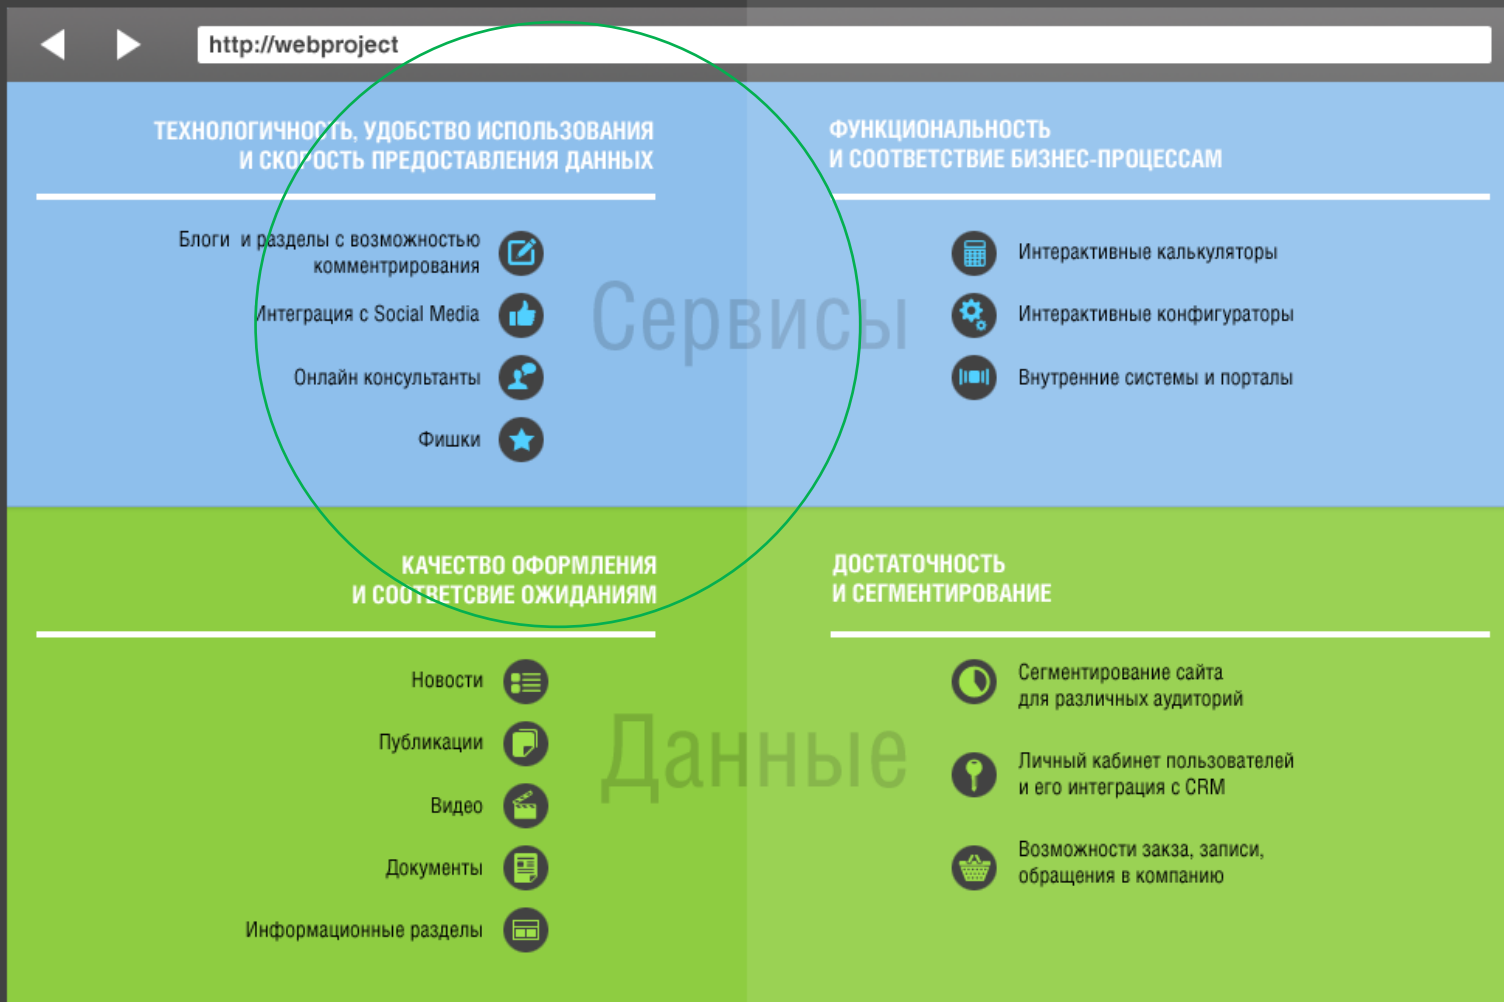 http://webproject
ТЕХНОЛОГИЧНОСТЬ, УДОБСТВО ИСПОЛЬЗОВАНИЯ
И СКОРОСТЬ ПРЕДОСТАВЛЕНИЯ ДАННЫХ
Блоги и разделы с возможностью
комментрирования
Интеграция с Social Media
Онлайн консультанты
Фишки
ФУНКЦИОНАЛЬНОСТЬ
И СООТВЕТСТВИЕ БИЗНЕС-ПРОЦЕССАМ
Интерактивные калькуляторы
Интерактивные конфигураторы
Внутренние системы и порталы
Сервисы
КАЧЕСТВО ОФОРМЛЕНИЯ
И СООТВЕТСВИЕ ОЖИДАНИЯМ
Новости
Публикации
Видео
Документы
Информационные разделы
ДОСТАТОЧНОСТЬ
И СЕГМЕНТИРОВАНИЕ
Сегментирование сайта
для различных аудиторий
Личный кабинет пользователей
и его интеграция с CRM
Возможности закза, записи,
обращения в компанию
Данные